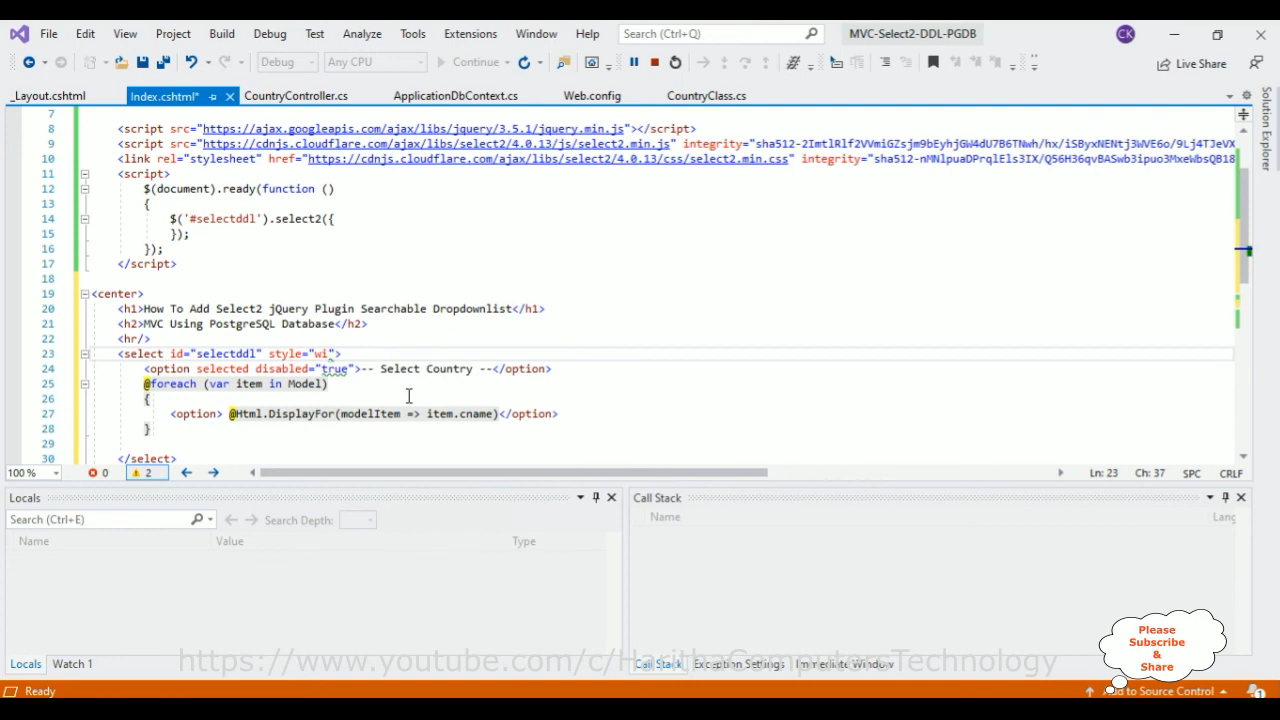 File Edit View Project Build Debug Test Analyze Tools Extensions Window Help Search (Ctrl+Q) MVC-Select2-DDL-PGDB CK
Debug Any CPU Continue Live Share
_Layout.cshtml Index.cshtml* CountryController.cs ApplicationDbContext.cs Web.config CountryClass.cs
Solution Explorer
7
8 <script src="https://ajax.googleapis.com/ajax/libs/jquery/3.5.1/jquery.min.js"></script>
9 <script src="https://cdnjs.cloudflare.com/ajax/libs/select2/4.0.13/js/select2.min.js" integrity="sha512-2ImtlRlf2VVmiGZsjm9bEyhjGW4dU7B6TNwh/hx/iSByxNENtj3WVE6o/9Lj4TJeVX
10 <link rel="stylesheet" href="https://cdnjs.cloudflare.com/ajax/libs/select2/4.0.13/css/select2.min.css" integrity="sha512-nMNlpuaDPrqlEls3IX/Q56H36qvBASwb3ipuo3MxeWbsQB18
11 <script>
12 $(document).ready(function ()
13 {
14 $('#selectddl').select2({
15 });
16 });
17 </script>
18
19 <center>
20 <h1>How To Add Select2 jQuery Plugin Searchable Dropdownlist</h1>
21 <h2>MVC Using PostgreSQL Database</h2>
22 <hr/>
23 <select id="selectddl" style="wi">
24 <option selected disabled="true">-- Select Country --</option>
25 @foreach (var item in Model)
26 {
27 <option> @Html.DisplayFor(modelItem => item.cname)</option>
28 }
29
30 </select>
100 % 0 2 Ln: 23 Ch: 37 SPC CRLF
Locals Call Stack
Search (Ctrl+E) Search Depth: Name Lang
Name Value Type
Please
Subscribe
&
Share
Locals Watch 1 Call Stack Exception Settings Immediate Window
https://www.youtube.com/c/HarithaComputersTechnology
Ready Add to Source Control 1